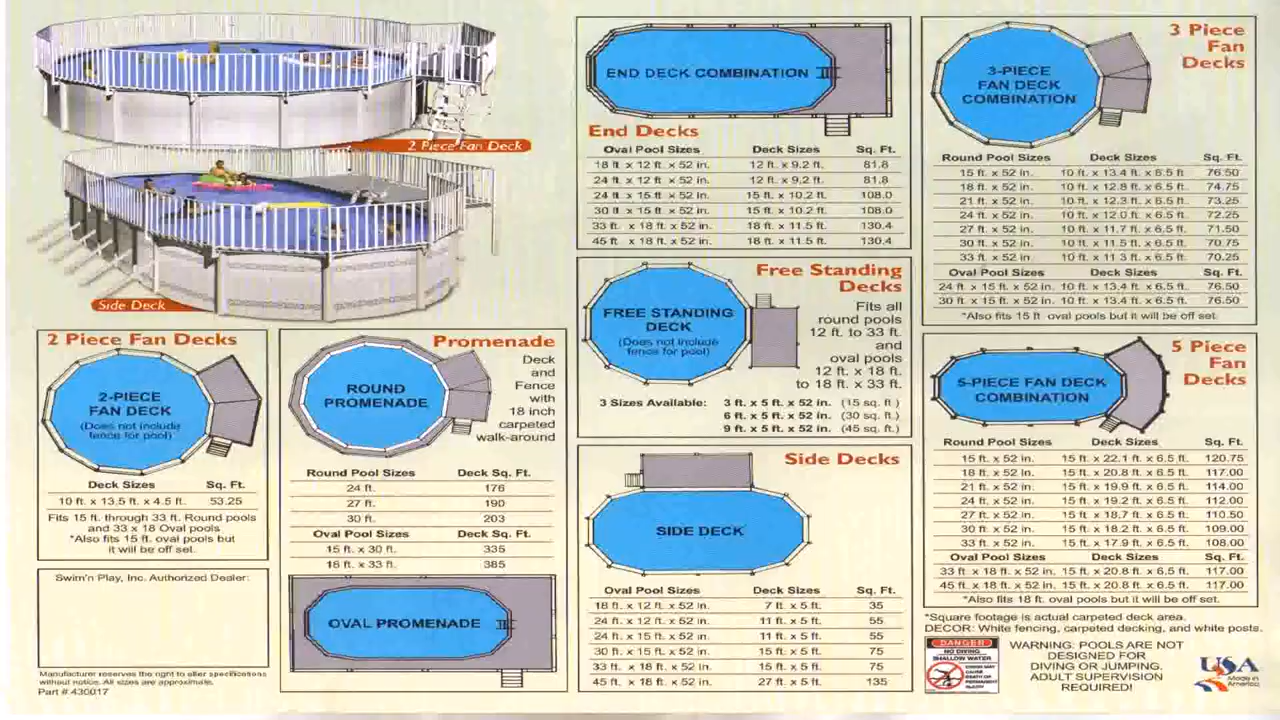 2 Piece Fan Deck
Side Deck
2 Piece Fan Decks
2-PIECE
FAN DECK
(Does not include
fence for pool)
Deck Sizes Sq. Ft.
10 ft. x 13.5 ft. x 4.5 ft. 53.25
Fits 15 ft. through 33 ft. Round pools
and 33 x 18 Oval pools
*Also fits 15 ft. oval pools but
it will be off set.
Swim'n Play, Inc. Authorized Dealer:
Manufacturer reserves the right to alter specifications
without notice. All sizes are approximate.
Part # 430017
Promenade
Deck
and
Fence
with
18 inch
carpeted
walk-around
ROUND
PROMENADE
Round Pool Sizes Deck Sq. Ft.
24 ft. 176
27 ft. 190
30 ft. 203
Oval Pool Sizes Deck Sq. Ft.
15 ft. x 30 ft. 335
18 ft. x 33 ft. 385
OVAL PROMENADE
END DECK COMBINATION
End Decks
Oval Pool Sizes Deck Sizes Sq. Ft.
18 ft. x 12 ft. x 52 in. 12 ft. x 9.2 ft. 81.8
24 ft. x 12 ft. x 52 in. 12 ft. x 9.2 ft. 81.8
24 ft. x 15 ft. x 52 in. 15 ft. x 10.2 ft. 108.0
30 ft. x 15 ft. x 52 in. 15 ft. x 10.2 ft. 108.0
33 ft. x 18 ft. x 52 in. 18 ft. x 11.5 ft. 130.4
45 ft. x 18 ft. x 52 in. 18 ft. x 11.5 ft. 130.4
Free Standing
Decks
FREE STANDING
DECK
(Does not include
fence for pool)
Fits all
round pools
12 ft. to 33 ft.
and
oval pools
12 ft. x 18 ft.
to 18 ft. x 33 ft.
3 Sizes Available: 3 ft. x 5 ft. x 52 in. (15 sq. ft.)
6 ft. x 5 ft. x 52 in. (30 sq. ft.)
9 ft. x 5 ft. x 52 in. (45 sq. ft.)
Side Decks
SIDE DECK
Oval Pool Sizes Deck Sizes Sq. Ft.
18 ft. x 12 ft. x 52 in. 7 ft. x 5 ft. 35
24 ft. x 12 ft. x 52 in. 11 ft. x 5 ft. 55
24 ft. x 15 ft. x 52 in. 11 ft. x 5 ft. 55
30 ft. x 15 ft. x 52 in. 15 ft. x 5 ft. 75
33 ft. x 18 ft. x 52 in. 15 ft. x 5 ft. 75
45 ft. x 18 ft. x 52 in. 27 ft. x 5 ft. 135
3 Piece
Fan
Decks
3-PIECE
FAN DECK
COMBINATION
Round Pool Sizes Deck Sizes Sq. Ft.
15 ft. x 52 in. 10 ft. x 13.4 ft. x 6.5 ft 76.50
18 ft. x 52 in. 10 ft. x 12.8 ft. x 6.5 ft. 74.75
21 ft. x 52 in. 10 ft. x 12.3 ft. x 6.5 ft. 73.25
24 ft. x 52 in. 10 ft. x 12.0 ft. x 6.5 ft. 72.25
27 ft. x 52 in. 10 ft. x 11.7 ft. x 6.5 ft. 71.50
30 ft. x 52 in. 10 ft. x 11.5 ft. x 6.5 ft. 70.75
33 ft. x 52 in. 10 ft. x 11.3 ft. x 6.5 ft. 70.25
Oval Pool Sizes Deck Sizes Sq. Ft.
24 ft. x 15 ft. x 52 in. 10 ft. x 13.4 ft. x 6.5 ft. 76.50
30 ft. x 15 ft. x 52 in. 10 ft. x 13.4 ft. x 6.5 ft. 76.50
*Also fits 15 ft. oval pools but it will be off set.
5 Piece
Fan
Decks
5-PIECE FAN DECK
COMBINATION
Round Pool Sizes Deck Sizes Sq. Ft.
15 ft. x 52 in. 15 ft. x 22.1 ft. x 6.5 ft. 120.75
18 ft. x 52 in. 15 ft. x 20.8 ft. x 6.5 ft. 117.00
21 ft. x 52 in. 15 ft. x 19.9 ft. x 6.5 ft. 114.00
24 ft. x 52 in. 15 ft. x 19.2 ft. x 6.5 ft. 112.00
27 ft. x 52 in. 15 ft. x 18.7 ft. x 6.5 ft. 110.50
30 ft. x 52 in. 15 ft. x 18.2 ft. x 6.5 ft. 109.00
33 ft. x 52 in. 15 ft. x 17.9 ft. x 6.5 ft. 108.00
Oval Pool Sizes Deck Sizes Sq. Ft.
33 ft. x 18 ft. x 52 in. 15 ft. x 20.8 ft. x 6.5 ft. 117.00
45 ft. x 18 ft. x 52 in. 15 ft. x 20.8 ft. x 6.5 ft. 117.00
*Also fits 18 ft. oval pools but it will be off set.
*Square footage is actual carpeted deck area.
DECOR: White fencing, carpeted decking, and white posts.
DANGER
NO DIVING
SHALLOW WATER
DIVING MAY
CAUSE
DEATH OR
PERMANENT
INJURY
WARNING: POOLS ARE NOT
DESIGNED FOR
DIVING OR JUMPING.
ADULT SUPERVISION
REQUIRED!
USA
Made in
America